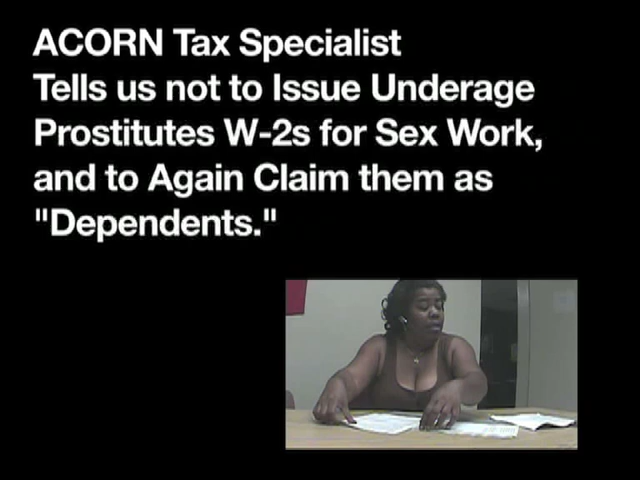 ACORN Tax Specialist
Tells us not to Issue Underage
Prostitutes W-2s for Sex Work,
and to Again Claim them as
"Dependents."